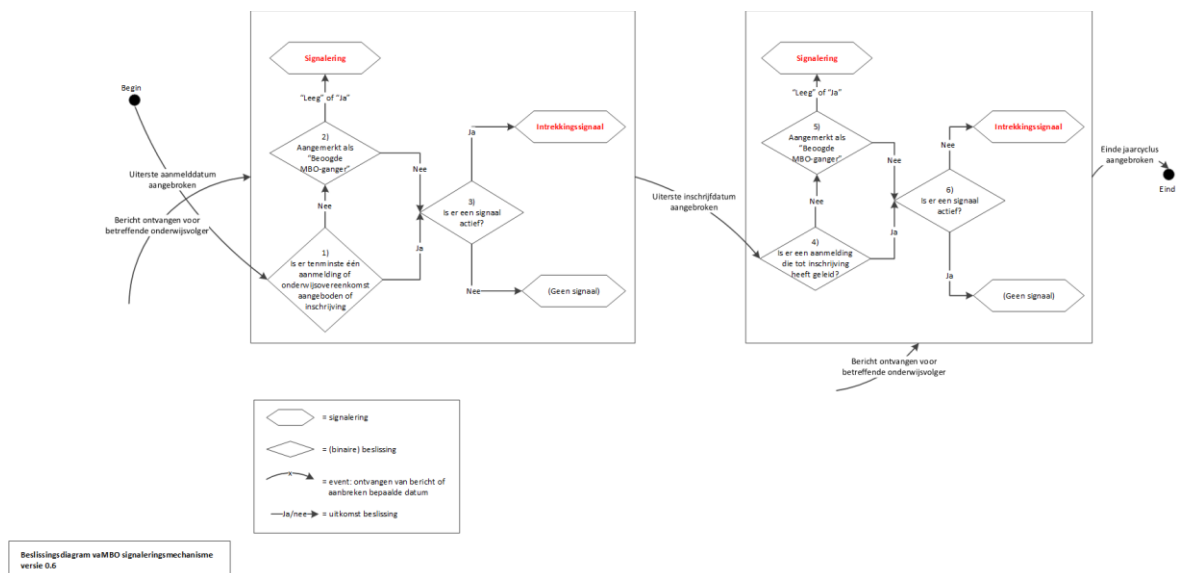 Begin
Uiterste aanmelddatum
aangebroken
Bericht ontvangen voor
betreffende onderwijsvolger
Signalering
"Leeg" of "Ja"
2)
Aangemerkt als
"Beoogde
MBO-ganger"
Nee
Nee
1)
Is er tenminste één
aanmelding of
onderwijsovereenkomst
aangeboden of
inschrijving
Ja
3)
Is er een signaal
actief?
Ja
Intrekkingssignaal
Nee
(Geen signaal)
Uiterste inschrijfdatum
aangebroken
Signalering
"Leeg" of "Ja"
5)
Aangemerkt als
"Beoogde
MBO-ganger"
Nee
Nee
4)
Is er een aanmelding
die tot inschrijving
heeft geleid?
Ja
6)
Is er een signaal
actief?
Nee
Intrekkingssignaal
Ja
(Geen signaal)
Einde jaarcyclus
aangebroken
Eind
Bericht ontvangen voor
betreffende onderwijsvolger
= signalering
= (binaire) beslissing
x
= event: ontvangen van bericht of
aanbreken bepaalde datum
Ja/nee
= uitkomst beslissing
Beslissingsdiagram vaMBO signaleringsmechanisme
versie 0.6